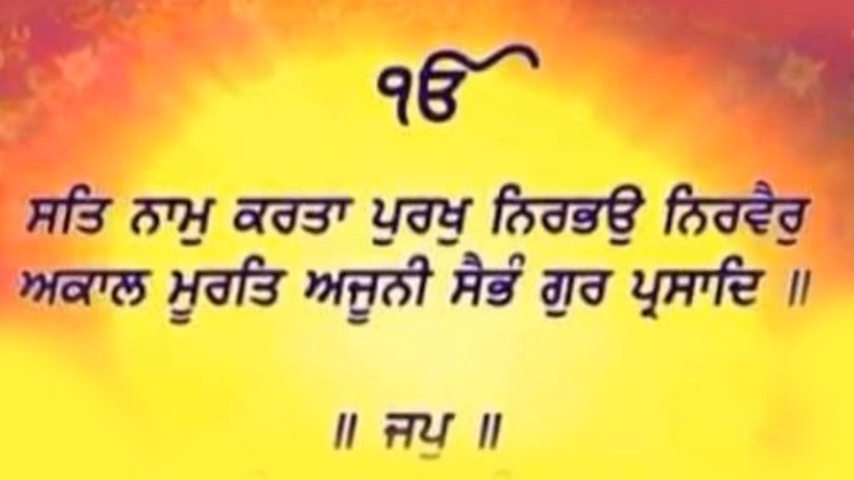 ੴ
ਸਤਿ ਨਾਮੁ ਕਰਤਾ ਪੁਰਖੁ ਨਿਰਭਉ ਨਿਰਵੈਰੁ
ਅਕਾਲ ਮੂਰਤਿ ਅਜੂਨੀ ਸੈਭੰ ਗੁਰ ਪ੍ਰਸਾਦਿ ॥
॥ ਜਪੁ ॥